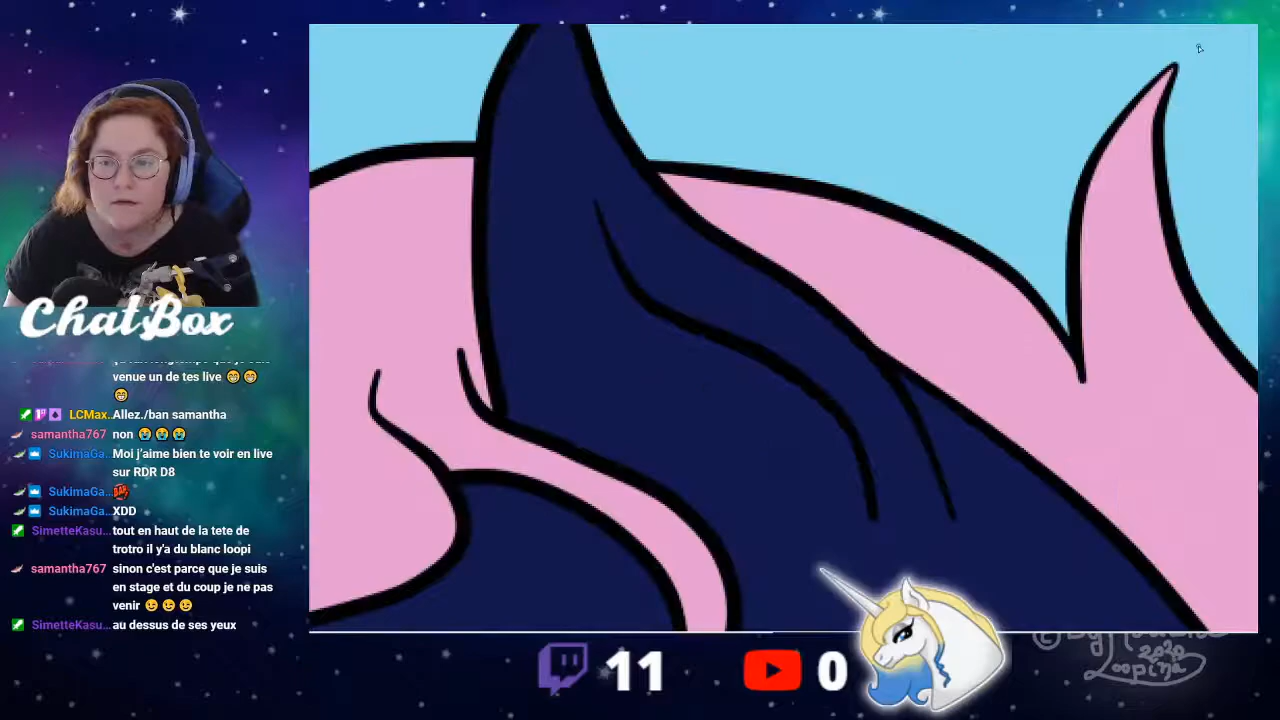 ChatBox
venue un de tes live 😁😁
😁
LCMax.. Allez./ban samantha
samantha767 non 😭😭😭
SukimaGa.. Moi j'aime bien te voir en live
sur RDR D8
SukimaGa..
SukimaGa.. XDD
SimetteKasu... tout en haut de la tete de
trotro il y'a du blanc loopi
samantha767 sinon c'est parce que je suis
en stage et du coup je ne pas
venir 😉😉😉
SimetteKasu... au dessus de ses yeux
11
0
2020
Loopina